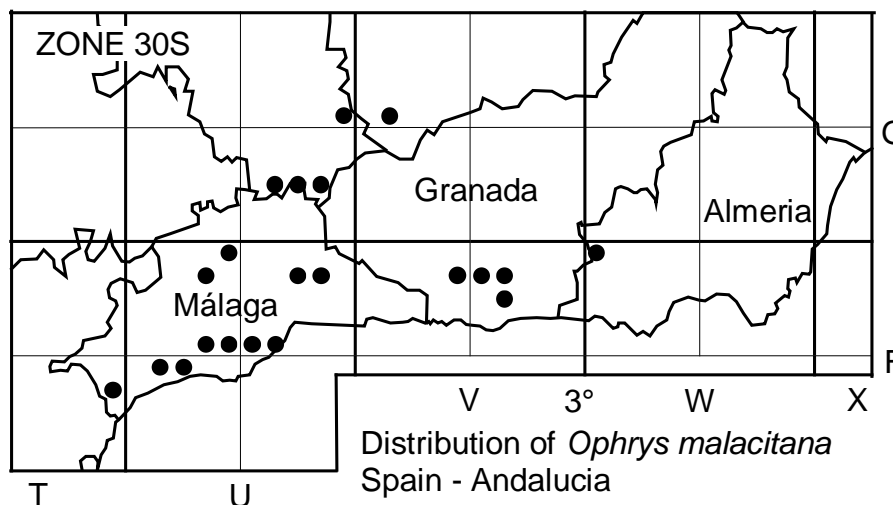 ZONE 30S
Granada
Almeria
Málaga
V 3° W X
Distribution of Ophrys malacitana
Spain - Andalucia
T U